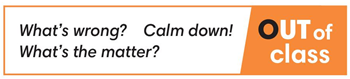 What's wrong? Calm down!
What's the matter?
OUT of
class